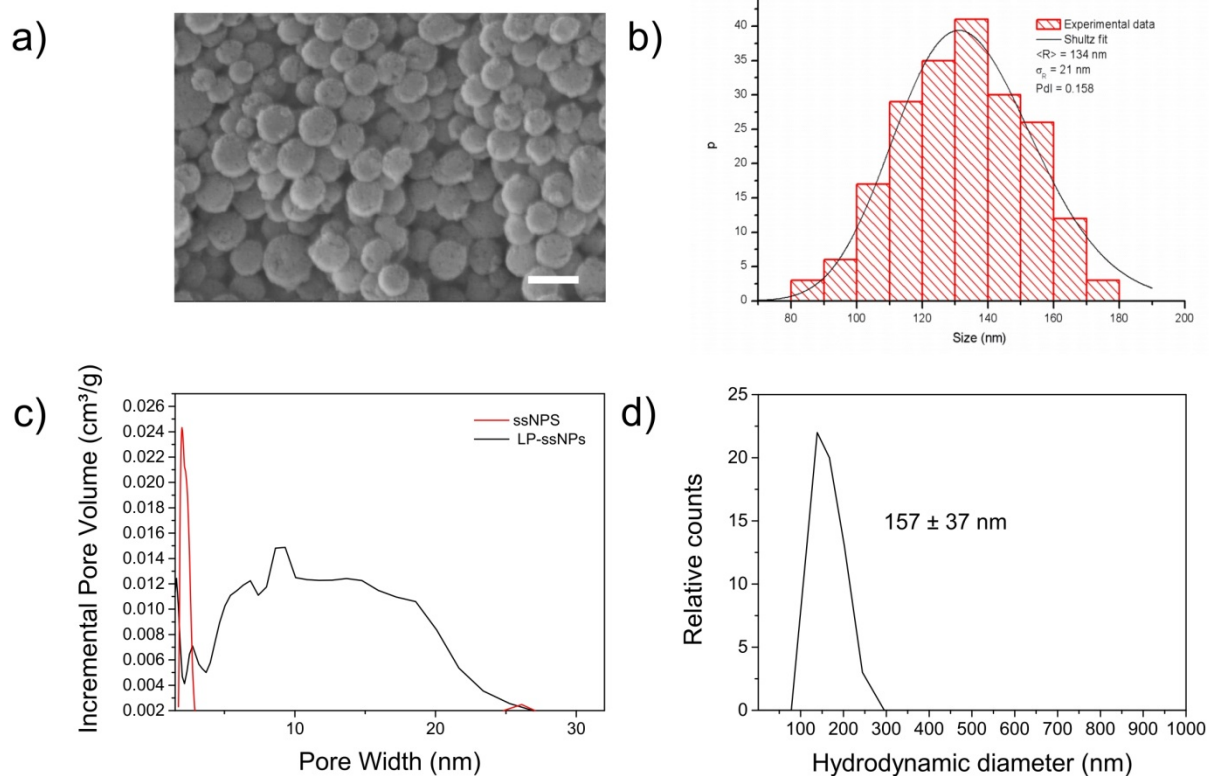 a)
b)
40
35
30
25
20
15
10
5
0
p
Experimental data
Shultz fit
<R> = 134 nm
σR = 21 nm
PdI = 0.158
80 100 120 140 160 180 200
Size (nm)
c)
Incremental Pore Volume (cm³/g)
0.026
0.024
0.022
0.020
0.018
0.016
0.014
0.012
0.010
0.008
0.006
0.004
0.002
ssNPS
LP-ssNPs
10 20 30
Pore Width (nm)
d)
Relative counts
25
20
15
10
5
0
157 ± 37 nm
100 200 300 400 500 600 700 800 900 1000
Hydrodynamic diameter (nm)